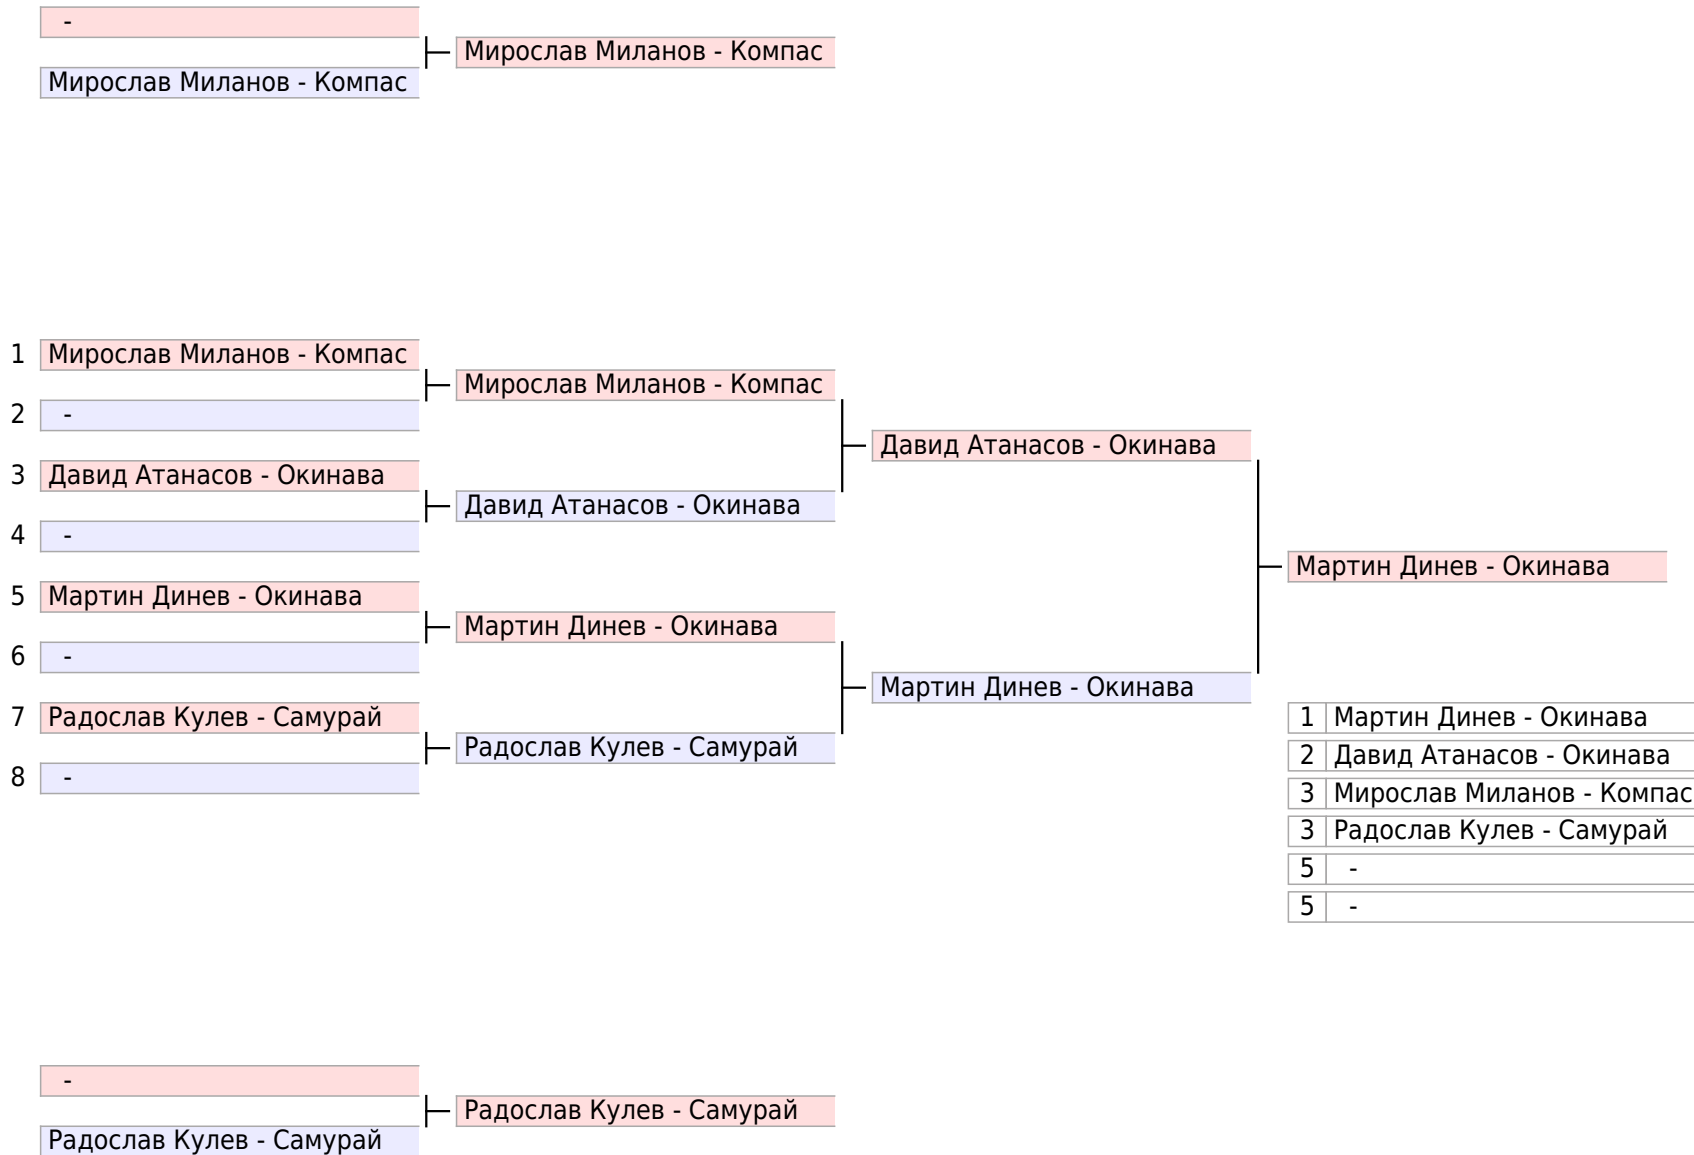 -
Мирослав Миланов - Компас
Мирослав Миланов - Компас
1 Мирослав Миланов - Компас
Мирослав Миланов - Компас
2 -
Давид Атанасов - Окинава
3 Давид Атанасов - Окинава
Давид Атанасов - Окинава
4 -
Мартин Динев - Окинава
5 Мартин Динев - Окинава
Мартин Динев - Окинава
6 -
Мартин Динев - Окинава
7 Радослав Кулев - Самурай
Радослав Кулев - Самурай
8 -
1 Мартин Динев - Окинава
2 Давид Атанасов - Окинава
3 Мирослав Миланов - Компас
3 Радослав Кулев - Самурай
5 -
5 -
-
Радослав Кулев - Самурай
Радослав Кулев - Самурай